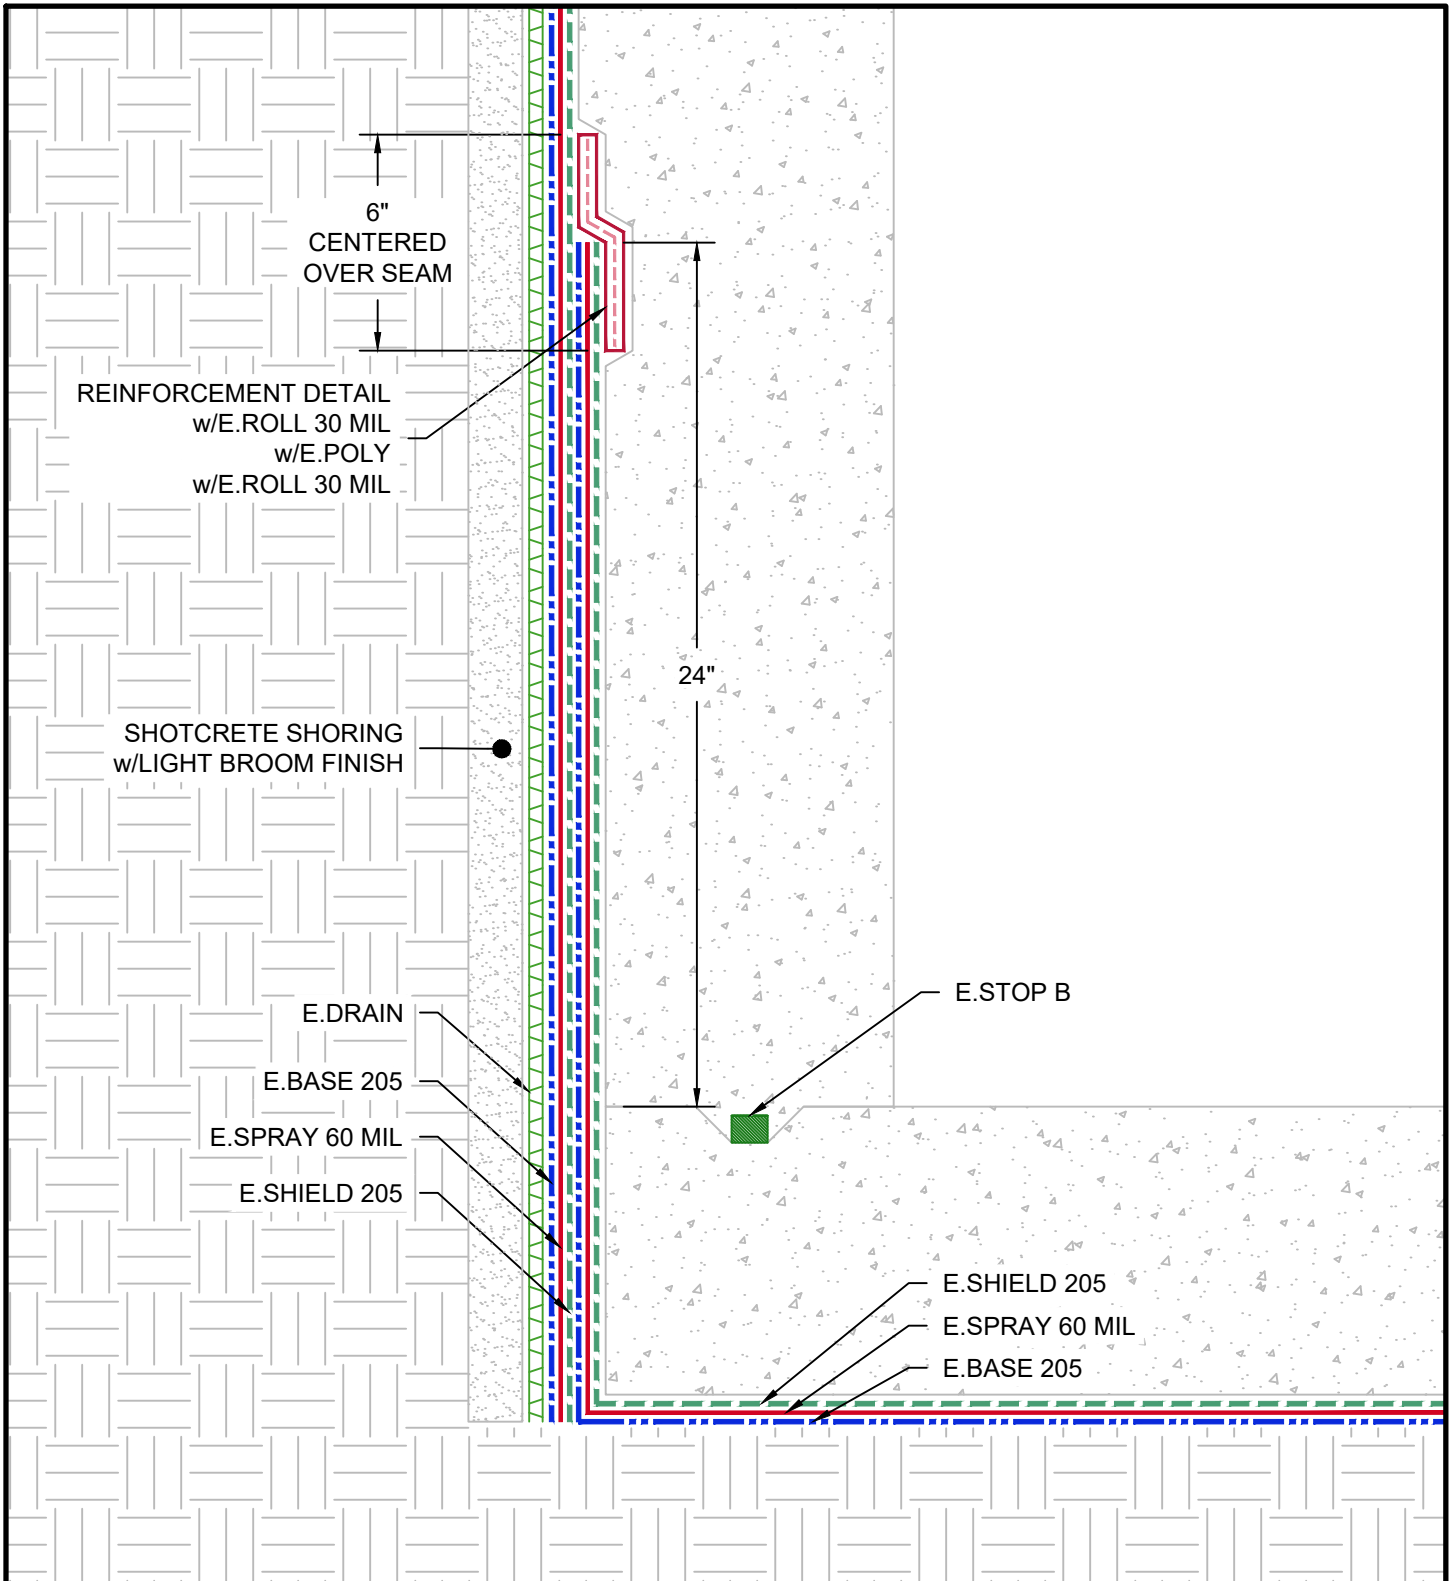 6"
CENTERED
OVER SEAM
REINFORCEMENT DETAIL
w/E.ROLL 30 MIL
w/E.POLY
w/E.ROLL 30 MIL
24"
SHOTCRETE SHORING
w/LIGHT BROOM FINISH
E.STOP B
E.DRAIN
E.BASE 205
E.SPRAY 60 MIL
E.SHIELD 205
E.SHIELD 205
E.SPRAY 60 MIL
E.BASE 205